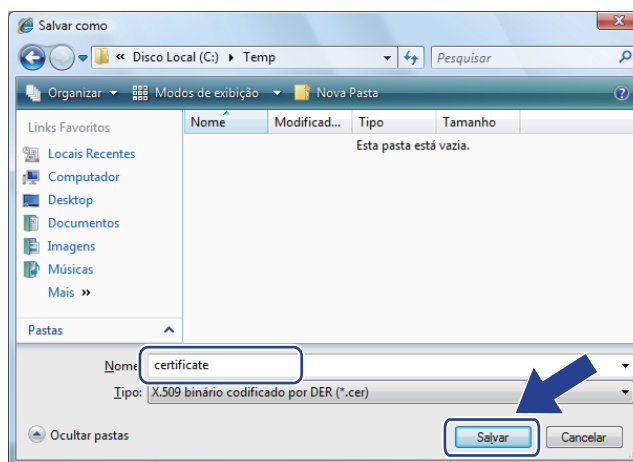 Salvar como
« Disco Local (C:) Temp
Pesquisar
Organizar Modos de exibição Nova Pasta
Links Favoritos
Nome Modificad... Tipo Tamanho
Esta pasta está vazia.
Locais Recentes
Computador
Desktop
Documentos
Imagens
Músicas
Mais »
Pastas
Nome: certificate
Tipo: X.509 binário codificado por DER (*.cer)
Ocultar pastas
Salvar
Cancelar